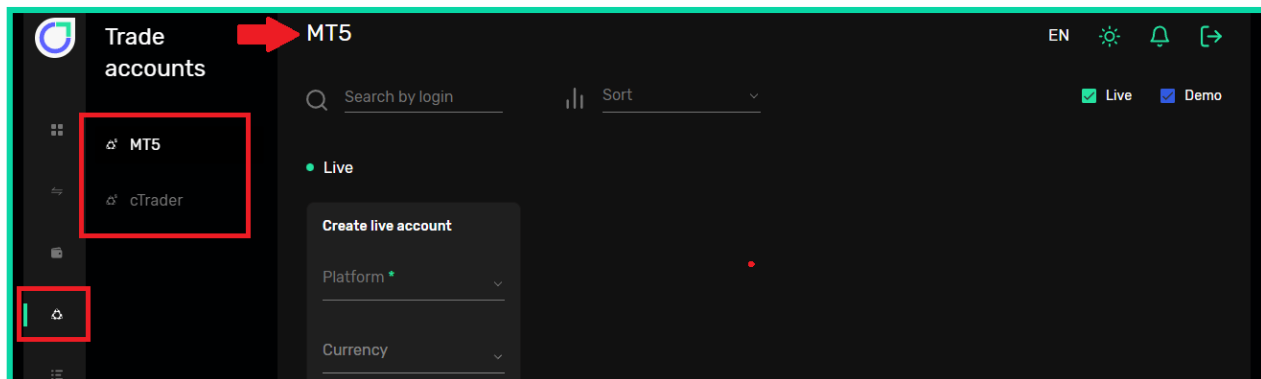 Trade
accounts
MT5
cTrader
MT5
EN
Search by login
Sort
Live
Demo
Live
Create live account
Platform *
Currency